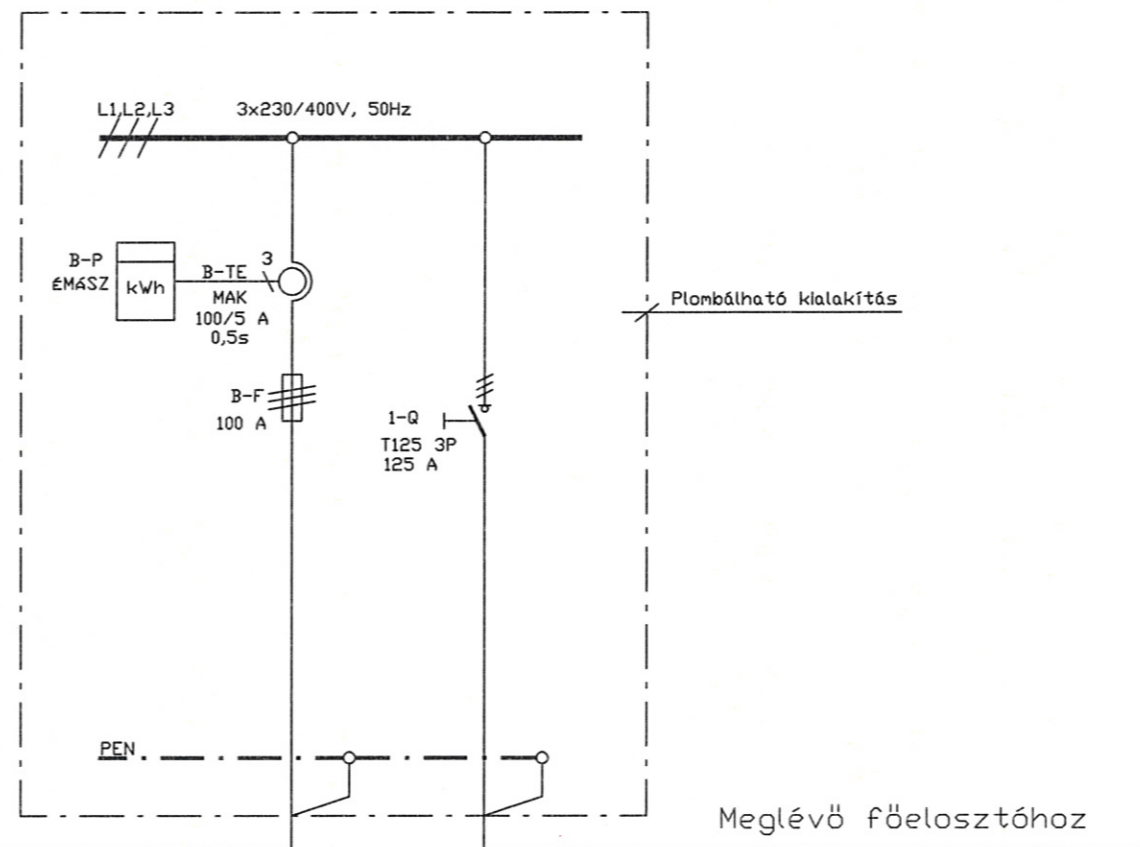 L1,L2,L3
3x230/400V, 50Hz
B-P
ÉMÁSZ
kWh
B-TE
3
MAK
100/5 A
0,5s
Plombálható kialakítás
B-F
100 A
1-Q
T125 3P
125 A
PEN
Meglévő főelosztóhoz